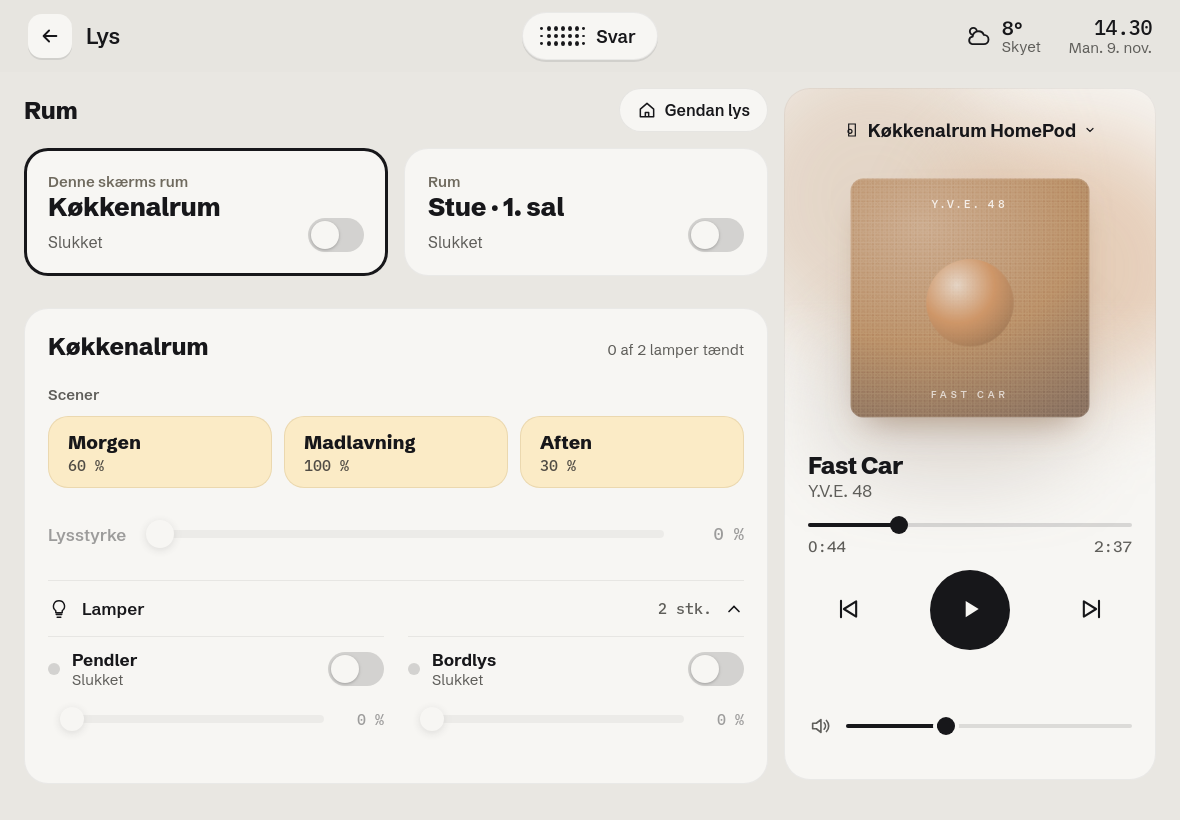 Lys
Svar
8°
Skyet
14.30
Man. 9. nov.
Rum
Gendan lys
Denne skærms rum
Køkkenalrum
Slukket
Rum
Stue · 1. sal
Slukket
Køkkenalrum
0 af 2 lamper tændt
Scener
Morgen
60 %
Madlavning
100 %
Aften
30 %
Lysstyrke
0 %
Lamper
2 stk.
Pendler
Slukket
0 %
Bordlys
Slukket
0 %
Køkkenalrum HomePod
Y.V.E. 48
FAST CAR
Fast Car
Y.V.E. 48
0:44
2:37